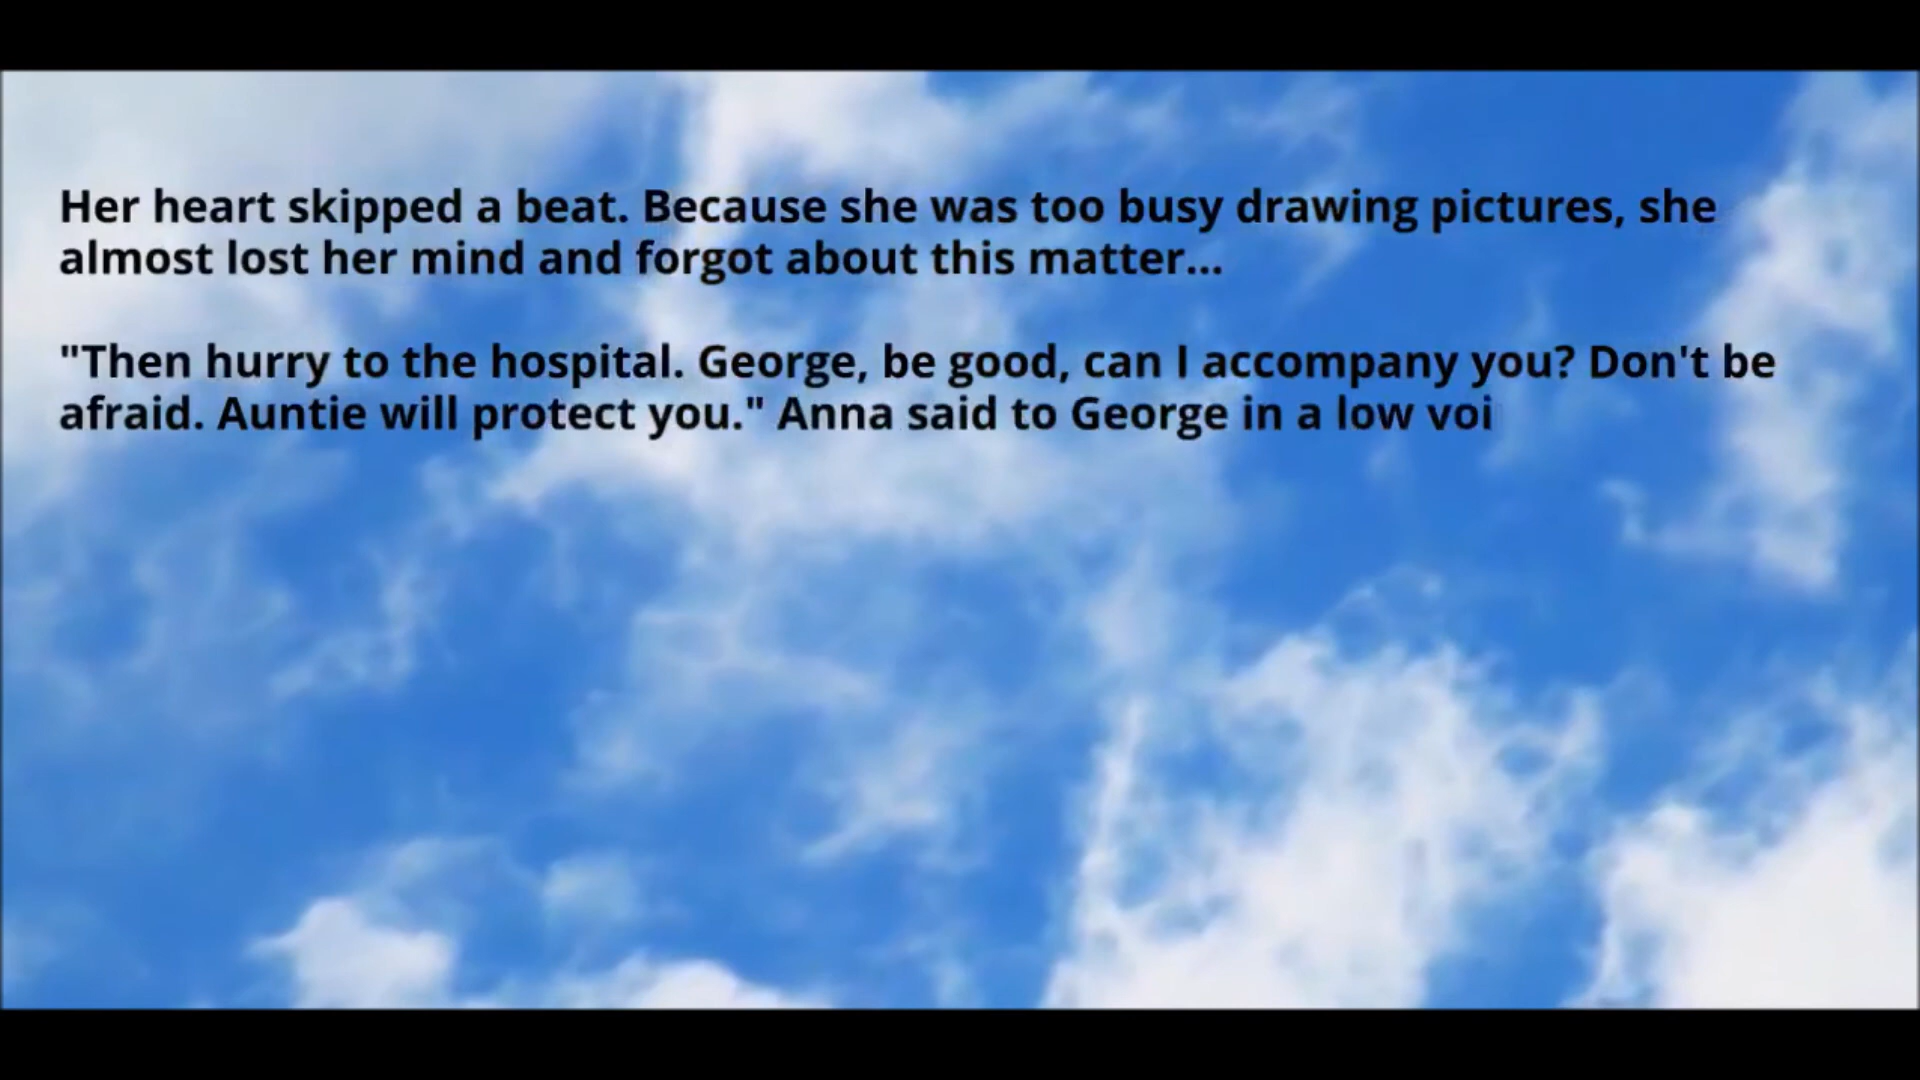 Her heart skipped a beat. Because she was too busy drawing pictures, she
almost lost her mind and forgot about this matter...
"Then hurry to the hospital. George, be good, can I accompany you? Don't be
afraid. Auntie will protect you." Anna said to George in a low voi